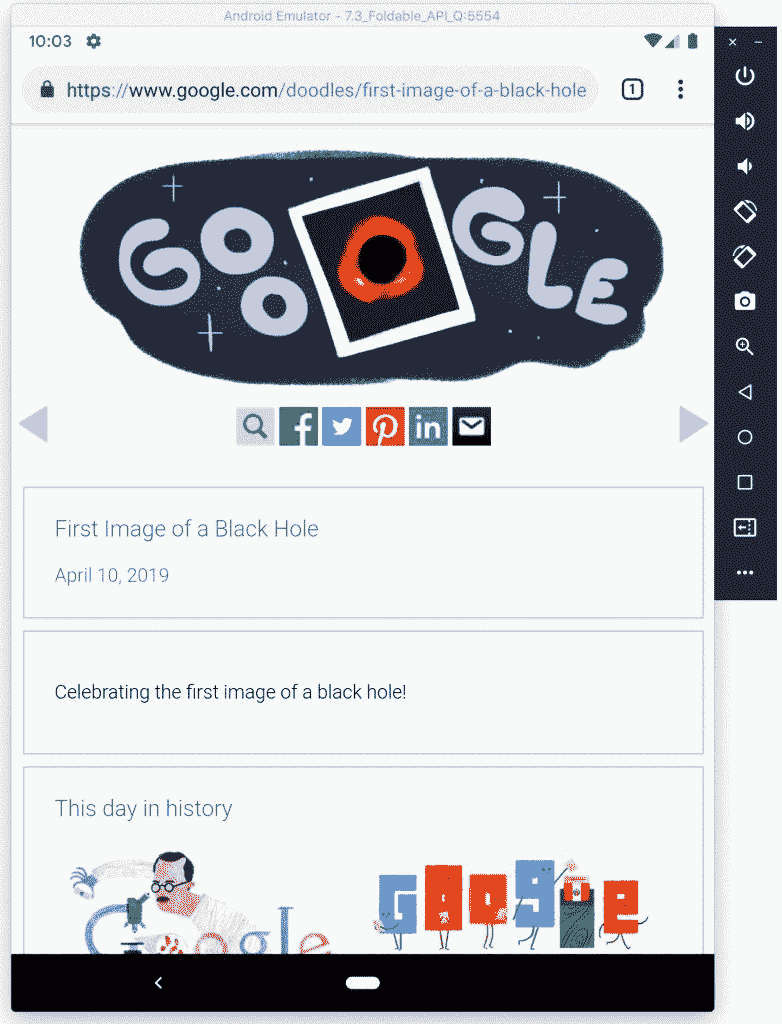 Android Emulator - 7.3_Foldable_API_Q:5554
10:03
https://www.google.com/doodles/first-image-of-a-black-hole
1
GOOGLE
First Image of a Black Hole
April 10, 2019
Celebrating the first image of a black hole!
This day in history
Google
Google